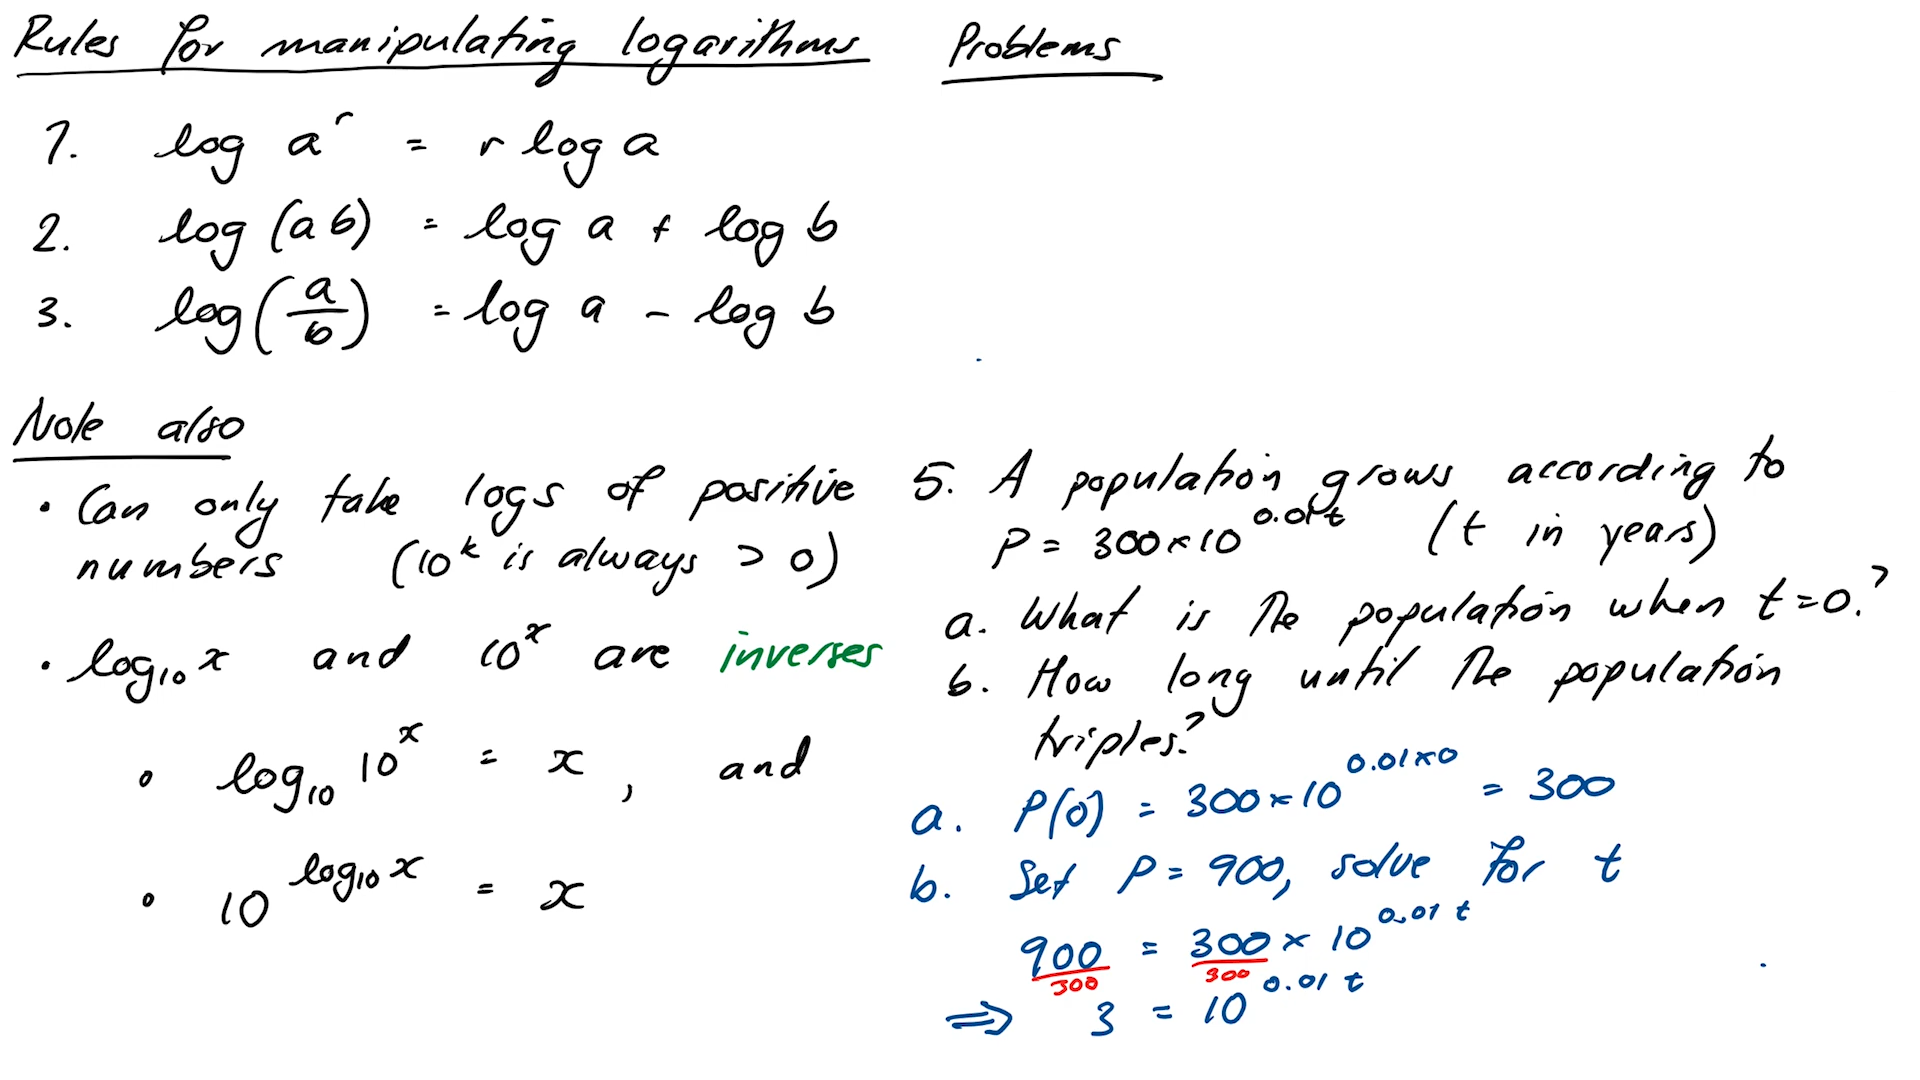 Rules for manipulating logarithms
1. log a^r = r log a
2. log (ab) = log a + log b
3. log(a/b) = log a - log b
Note also
• Can only take logs of positive
numbers (10^k is always > 0)
• log₁₀ x and 10^x are inverses
• log₁₀ 10^x = x, and
• 10^(log₁₀ x) = x
Problems
5. A population grows according to
P = 300 × 10^(0.01t) (t in years)
a. What is the population when t=0?
b. How long until the population
triples?
a. P(0) = 300 × 10^(0.01×0) = 300
b. Set P = 900, solve for t
900/300 = 300/300 × 10^(0.01 t)
⇒ 3 = 10^(0.01 t)